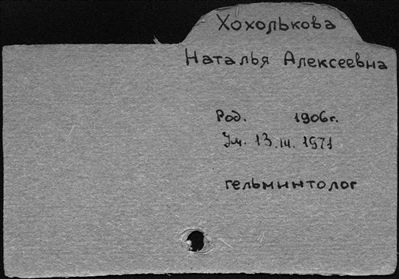 Хохолькова
Наталья Алексеевна
Род. 1906г.
Ум. 13.III.1971
гельминтолог